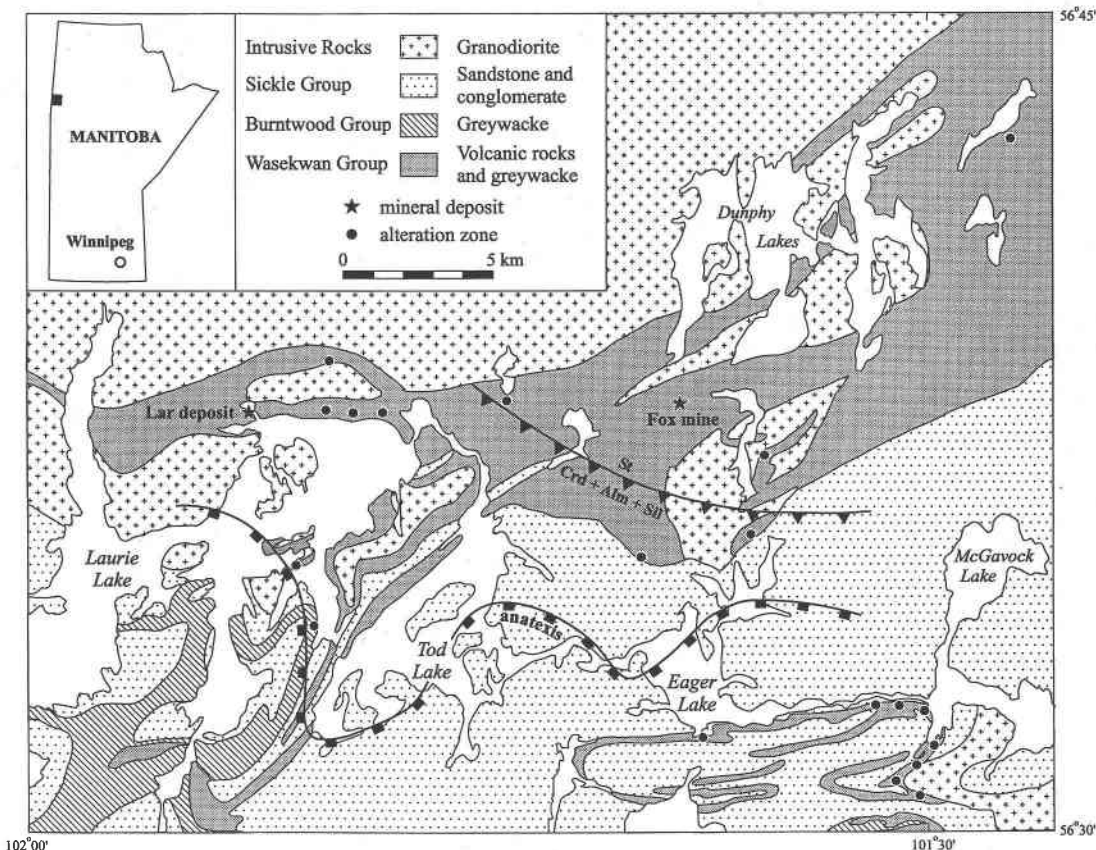 MANITOBA
Winnipeg
Intrusive Rocks
Granodiorite
Sickle Group
Sandstone and
conglomerate
Burntwood Group
Greywacke
Wasekwan Group
Volcanic rocks
and greywacke
mineral deposit
alteration zone
0 5 km
56°45'
Dunphy
Lakes
Lar deposit
Fox mine
St
Crd + Alm + Sil
Laurie
Lake
McGavock
Lake
anatexis
Tod
Lake
Eager
Lake
56°30'
102°00'
101°30'